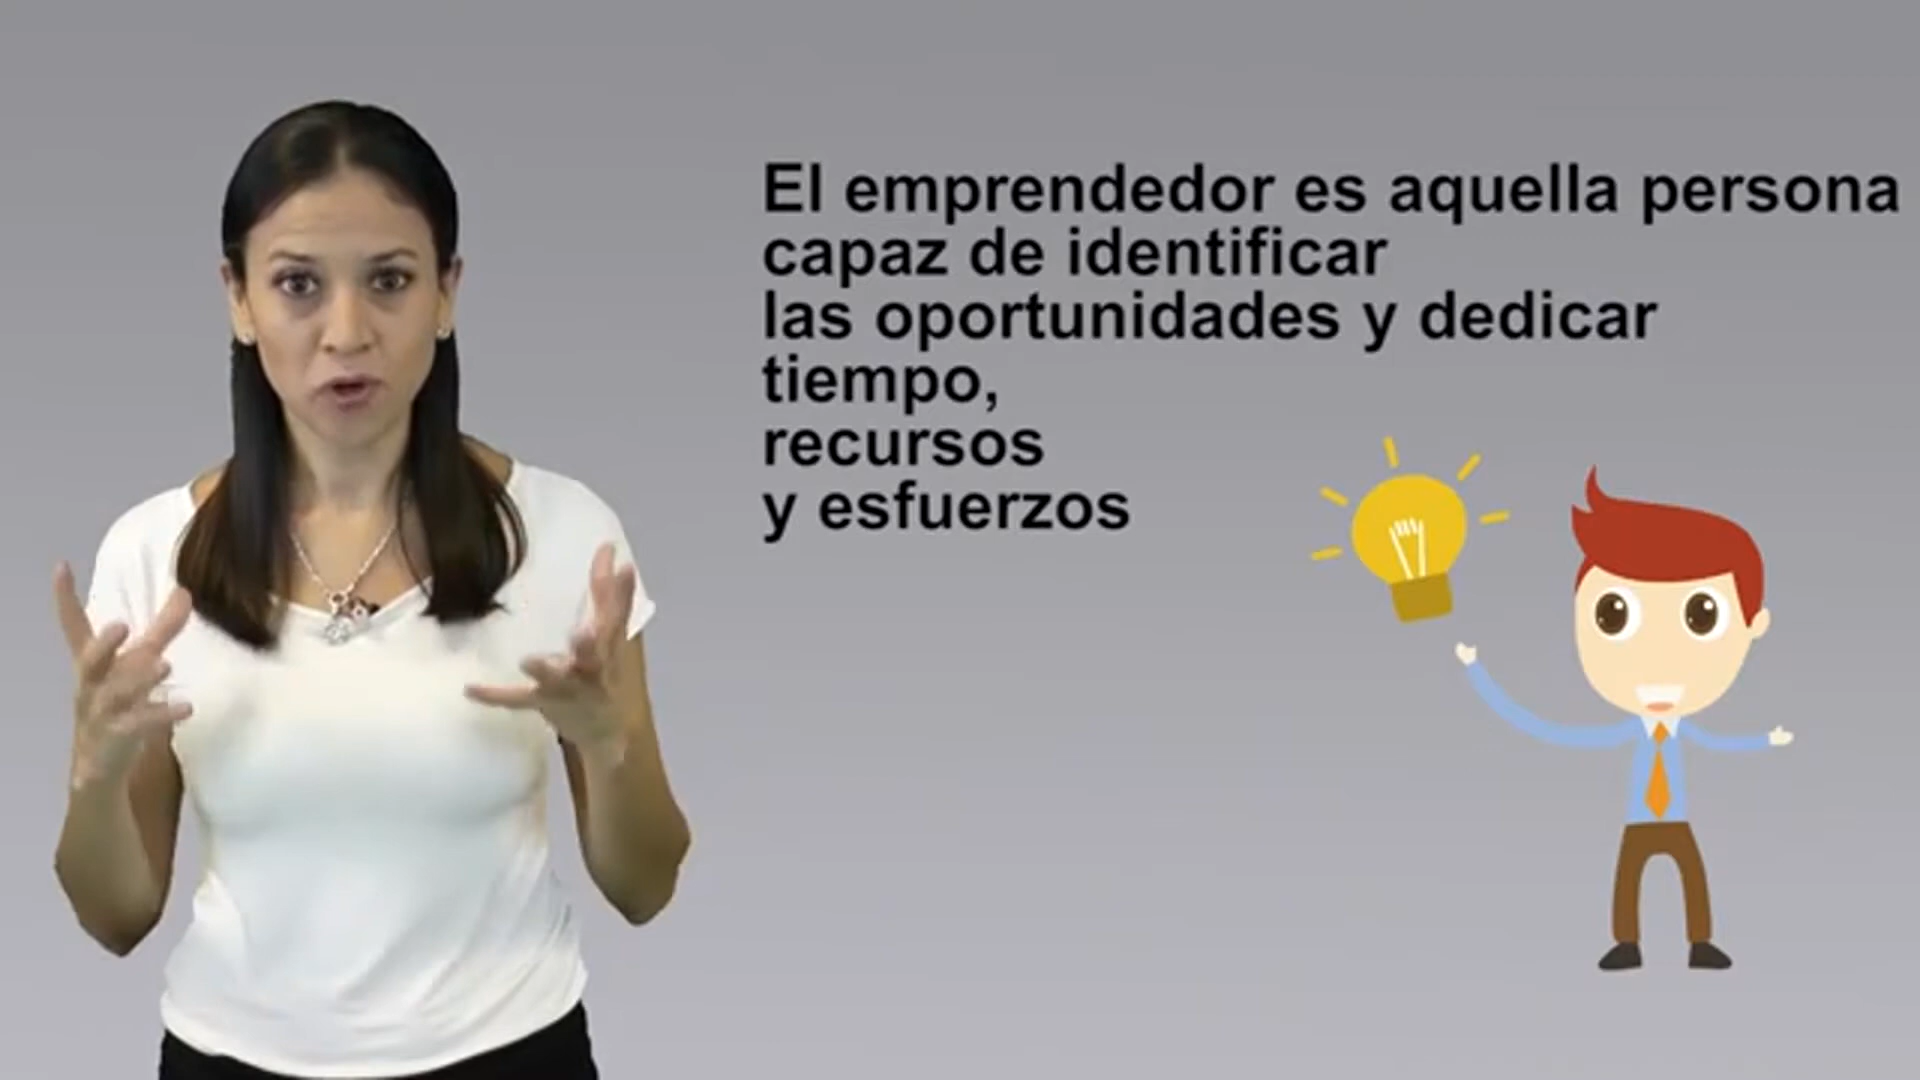 El emprendedor es aquella persona
capaz de identificar
las oportunidades y dedicar
tiempo,
recursos
y esfuerzos